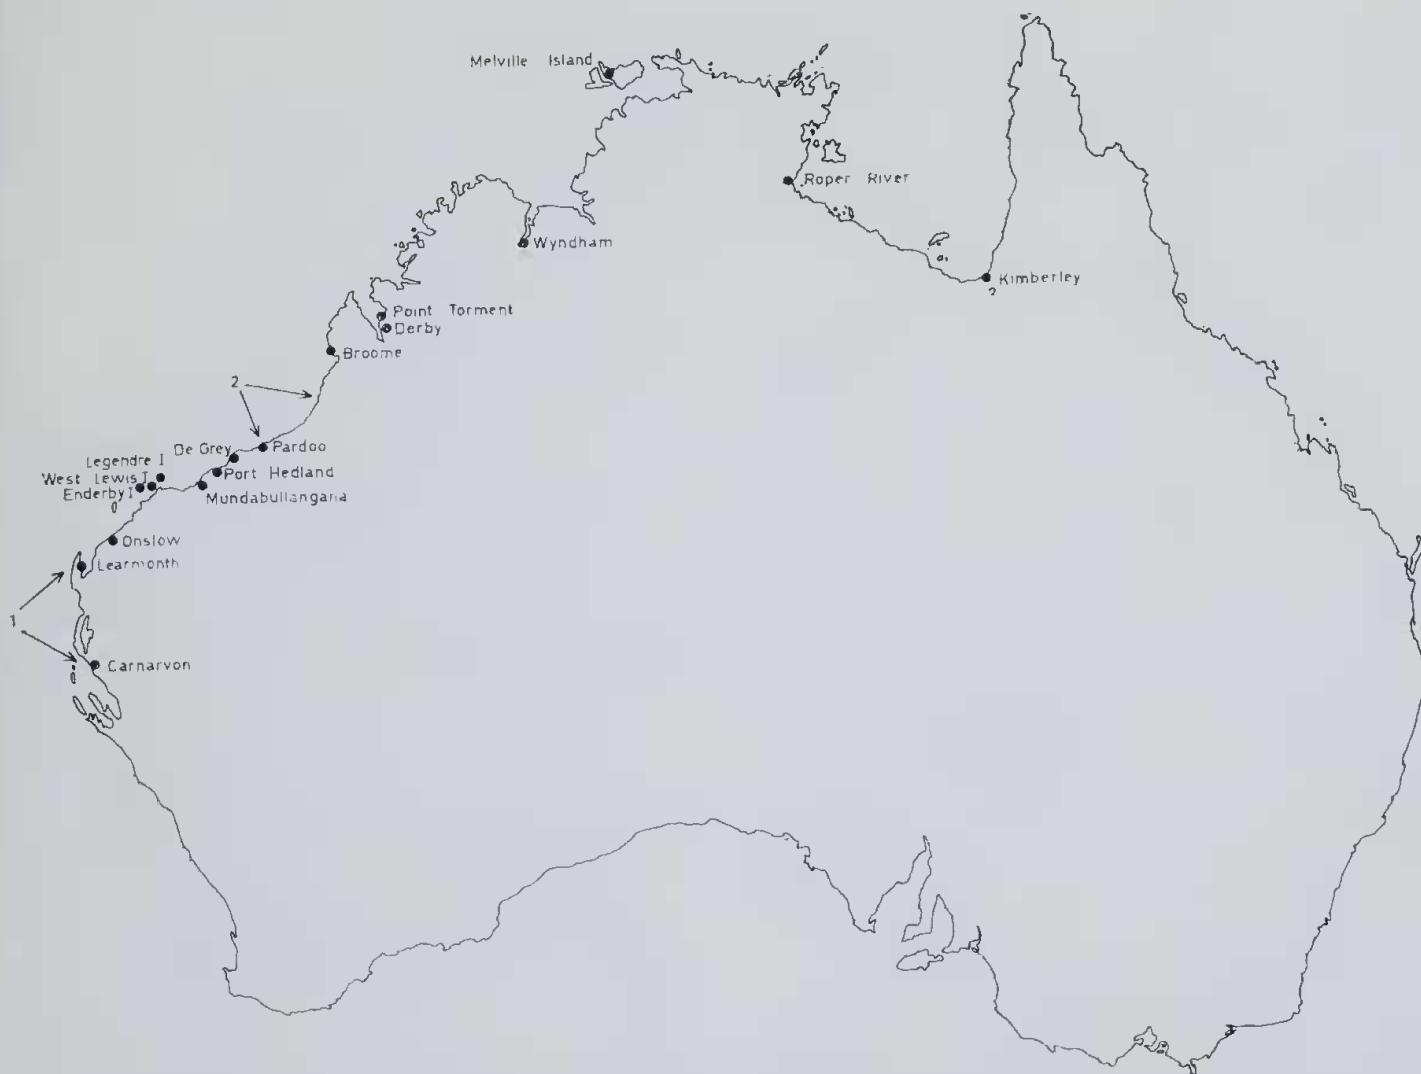 Melville Island
Roper River
Wyndham
Kimberley
?
Point Torment
Derby
Broome
2
De Grey
Pardoo
Legendre I
West Lewis I
Port Hedland
Enderby I
Mundabullangana
Onslow
Learmonth
1
Carnarvon